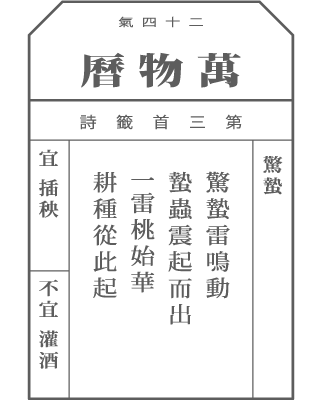 二十四氣
萬物曆
第三首籤詩
驚蟄
驚蟄雷鳴動
蟄蟲震起而出
一雷桃始華
耕種從此起
宜 插秧
不宜 灌酒